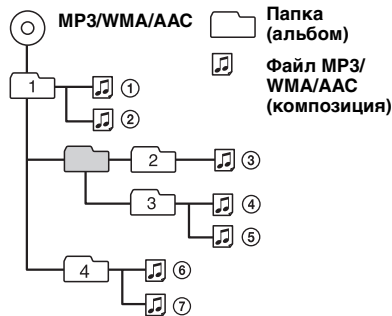 MP3/WMA/AAC
Папка
(альбом)
Файл MP3/
WMA/AAC
(композиция)
1
①
②
2
③
3
④
⑤
4
⑥
⑦